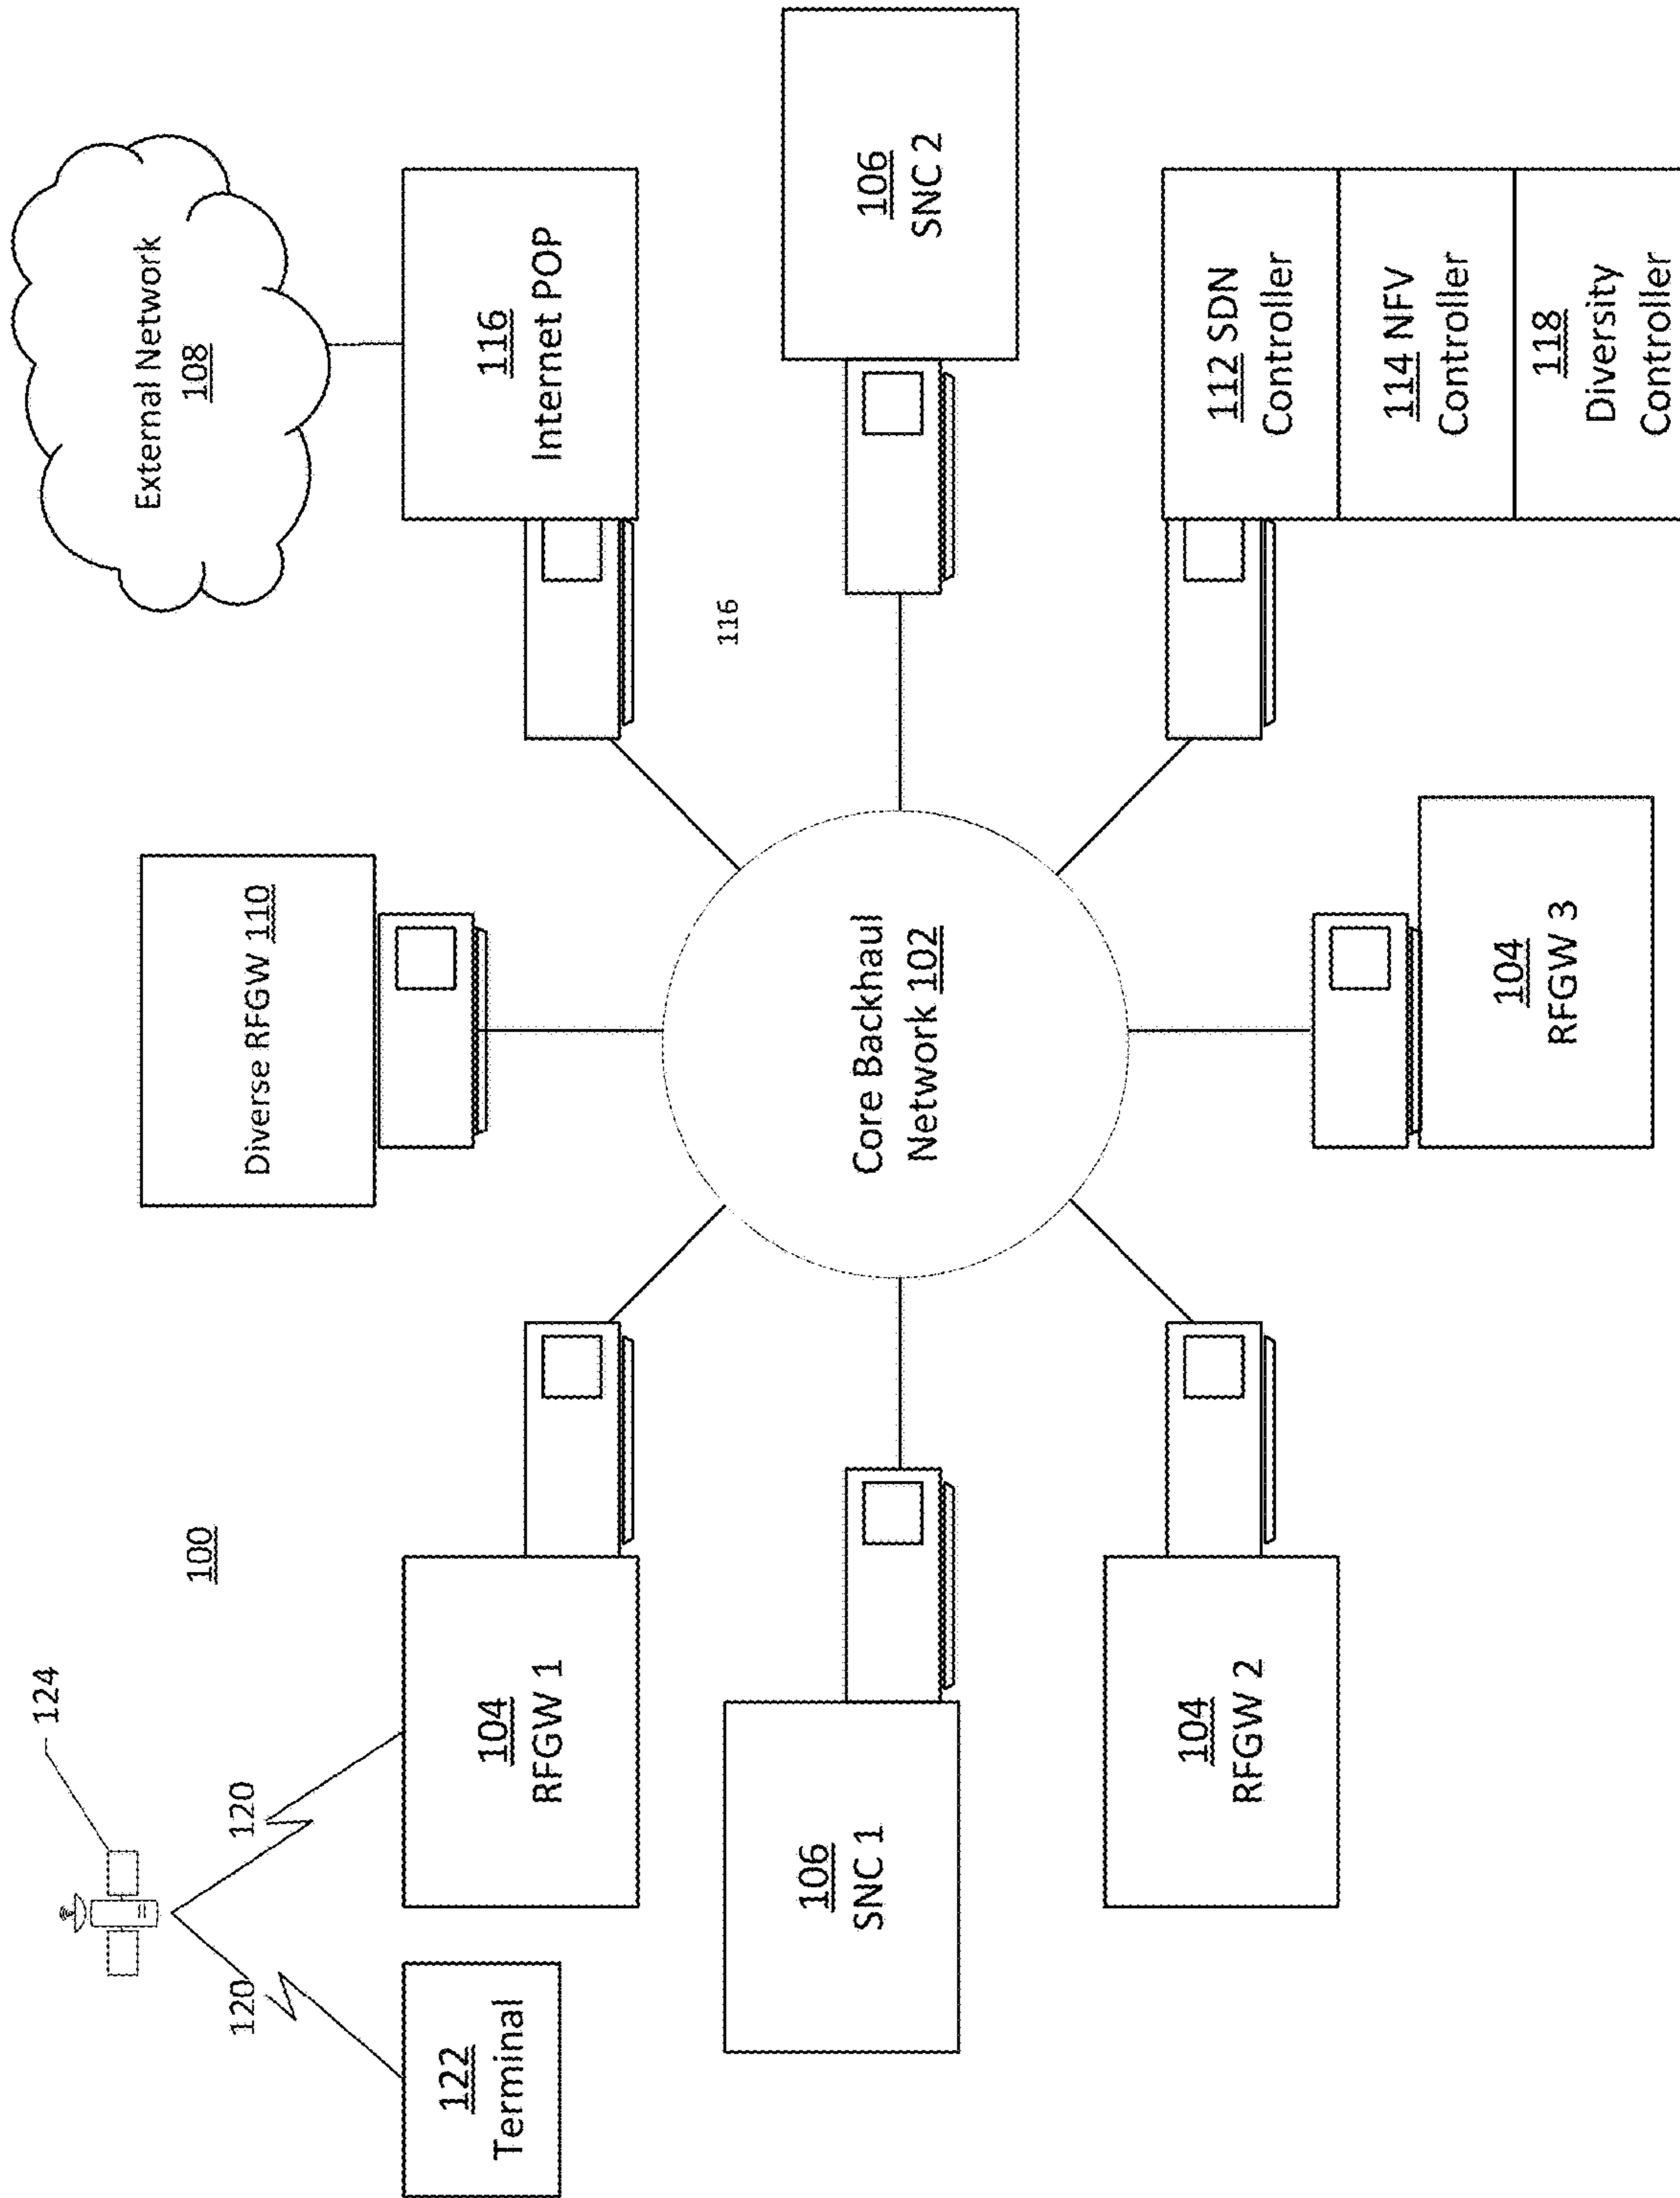 124
100
120
120
122
Terminal
104
RFGW 1
Diverse RFGW 110
External Network
108
116
Internet POP
116
106
SNC 1
Core Backhaul
Network 102
106
SNC 2
104
RFGW 2
104
RFGW 3
112 SDN
Controller
114 NFV
Controller
118
Diversity
Controller